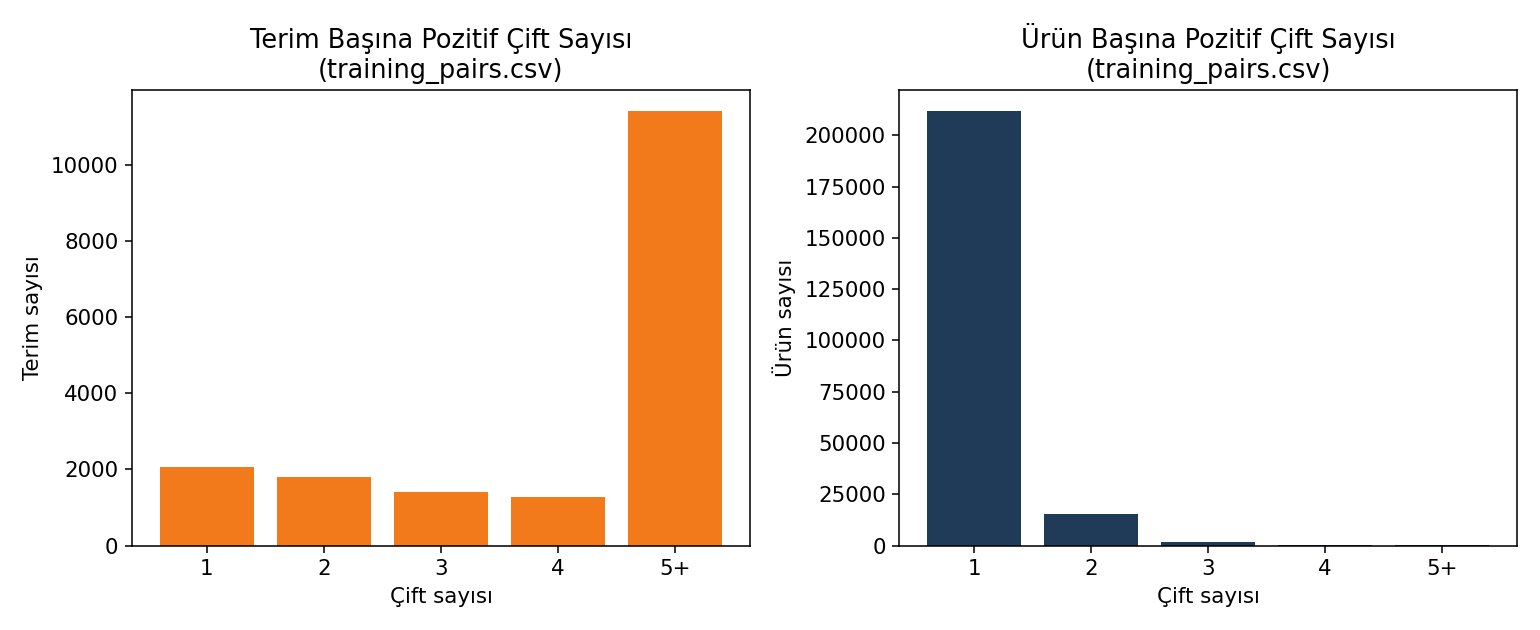 Terim Başına Pozitif Çift Sayısı
(training_pairs.csv)
Terim sayısı
10000
8000
6000
4000
2000
0
1 2 3 4 5+
Çift sayısı
Ürün Başına Pozitif Çift Sayısı
(training_pairs.csv)
Ürün sayısı
200000
175000
150000
125000
100000
75000
50000
25000
0
1 2 3 4 5+
Çift sayısı